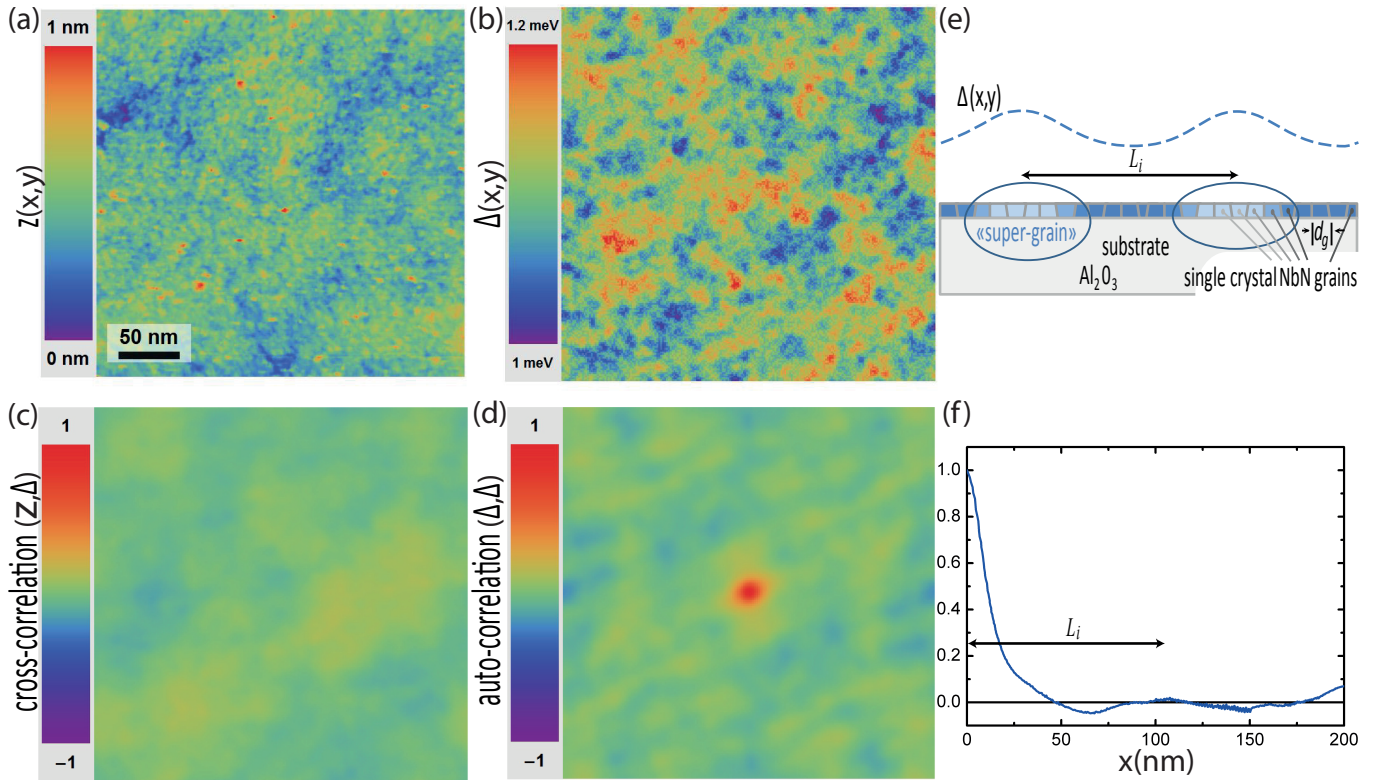 (a)
1 nm
z(x,y)
0 nm
50 nm
(b)
1.2 meV
Δ(x,y)
1 meV
(e)
Δ(x,y)
L_i
«super-grain»
|d_g|
substrate
Al₂O₃
single crystal NbN grains
(c)
1
cross-correlation (z,Δ)
−1
(d)
1
auto-correlation (Δ,Δ)
−1
(f)
1.0
0.8
0.6
0.4
L_i
0.2
0.0
0 50 100 150 200
x(nm)